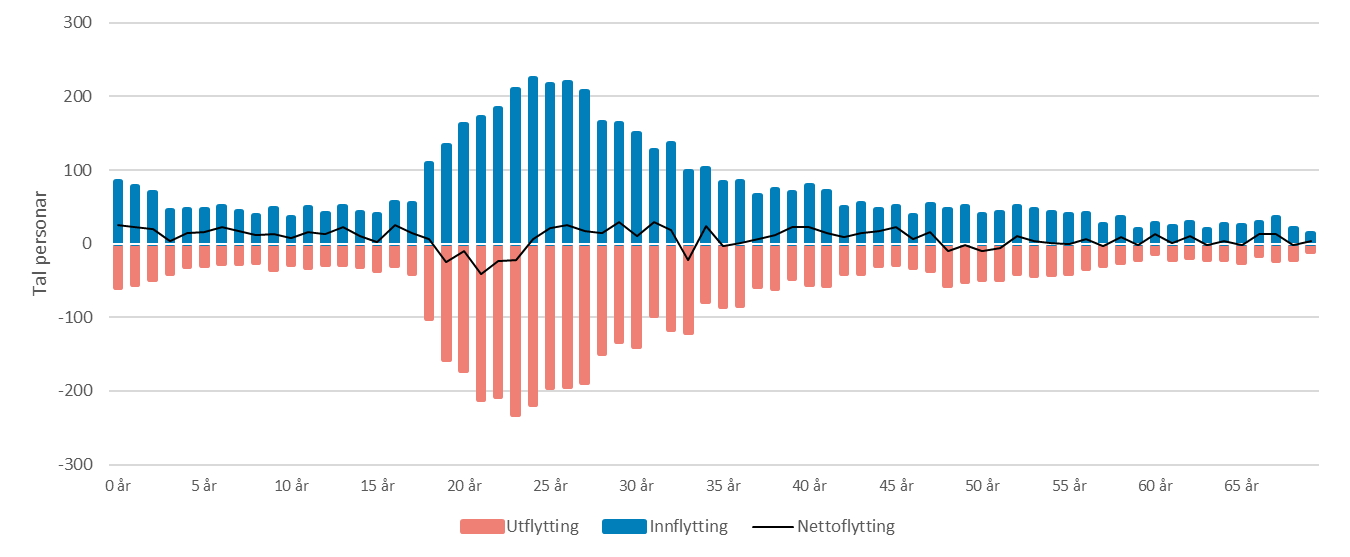 300
200
100
0
-100
-200
-300
Tal personar
0 år 5 år 10 år 15 år 20 år 25 år 30 år 35 år 40 år 45 år 50 år 55 år 60 år 65 år
Utflytting Innflytting Nettoflytting